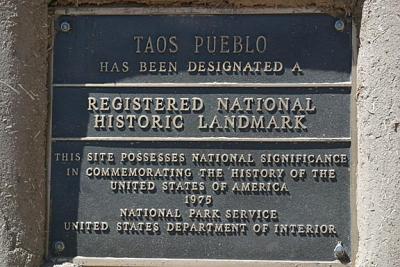 TAOS PUEBLO
HAS BEEN DESIGNATED A
REGISTERED NATIONAL
HISTORIC LANDMARK
THIS SITE POSSESSES NATIONAL SIGNIFICANCE
IN COMMEMORATING THE HISTORY OF THE
UNITED STATES OF AMERICA
1975
NATIONAL PARK SERVICE
UNITED STATES DEPARTMENT OF INTERIOR